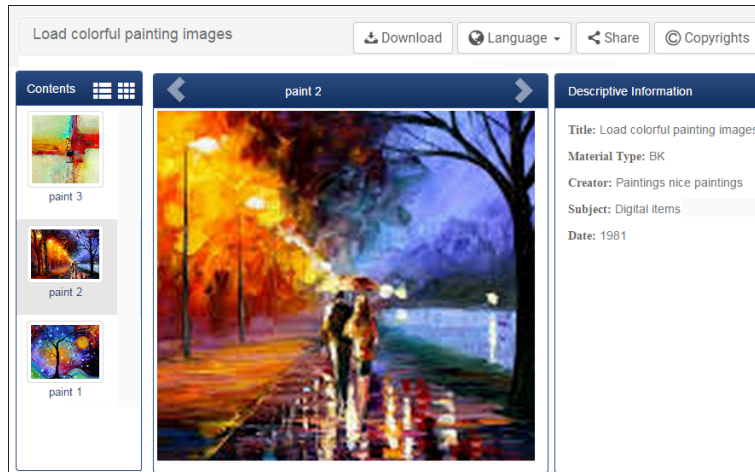 Load colorful painting images
Download
Language
Share
Copyrights
Contents
paint 3
paint 2
paint 1
paint 2
Descriptive Information
Title: Load colorful painting images
Material Type: BK
Creator: Paintings nice paintings
Subject: Digital items
Date: 1981